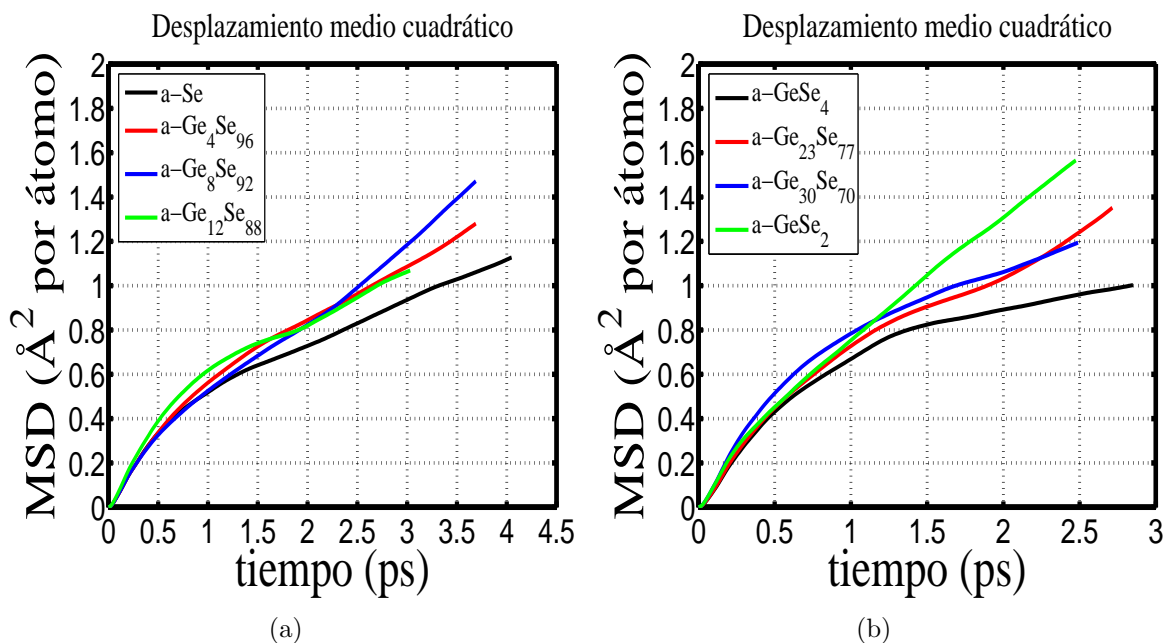 Desplazamiento medio cuadrático
MSD (Å² por átomo)
2
1.8
1.6
1.4
1.2
1
0.8
0.6
0.4
0.2
0
a−Se
a−Ge₄Se₉₆
a−Ge₈Se₉₂
a−Ge₁₂Se₈₈
0 0.5 1 1.5 2 2.5 3 3.5 4 4.5
tiempo (ps)
(a)
Desplazamiento medio cuadrático
MSD (Å² por átomo)
2
1.8
1.6
1.4
1.2
1
0.8
0.6
0.4
0.2
0
a−GeSe₄
a−Ge₂₃Se₇₇
a−Ge₃₀Se₇₀
a−GeSe₂
0 0.5 1 1.5 2 2.5 3
tiempo (ps)
(b)